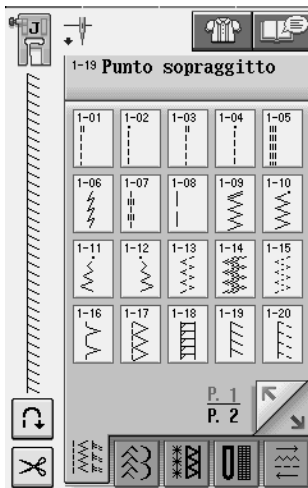 J
1-19 Punto sopraggitto
1-01 1-02 1-03 1-04 1-05
1-06 1-07 1-08 1-09 1-10
1-11 1-12 1-13 1-14 1-15
1-16 1-17 1-18 1-19 1-20
P. 1
P. 2